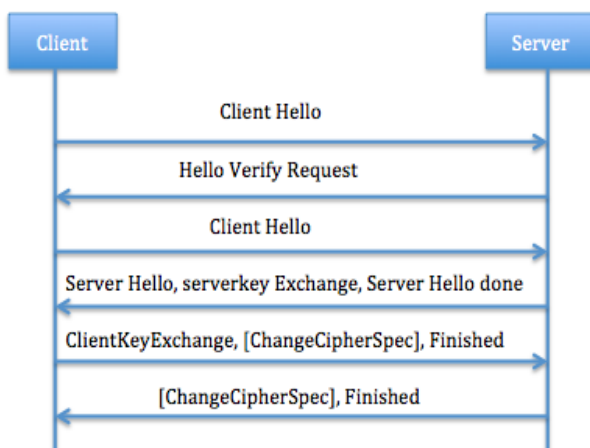 Client
Server
Client Hello
Hello Verify Request
Client Hello
Server Hello, serverkey Exchange, Server Hello done
ClientKeyExchange, [ChangeCipherSpec], Finished
[ChangeCipherSpec], Finished